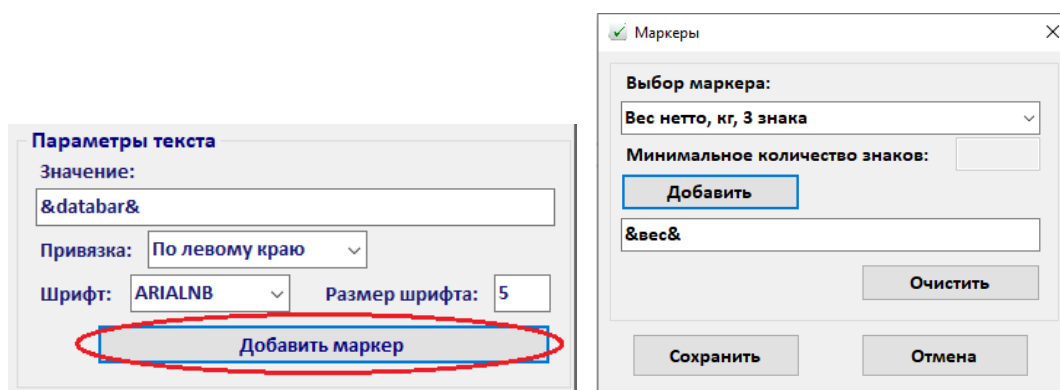 Параметры текста
Значение:
&databar&
Привязка: По левому краю
Шрифт: ARIALNB Размер шрифта: 5
Добавить маркер
Маркеры
Выбор маркера:
Вес нетто, кг, 3 знака
Минимальное количество знаков:
Добавить
&вес&
Очистить
Сохранить Отмена